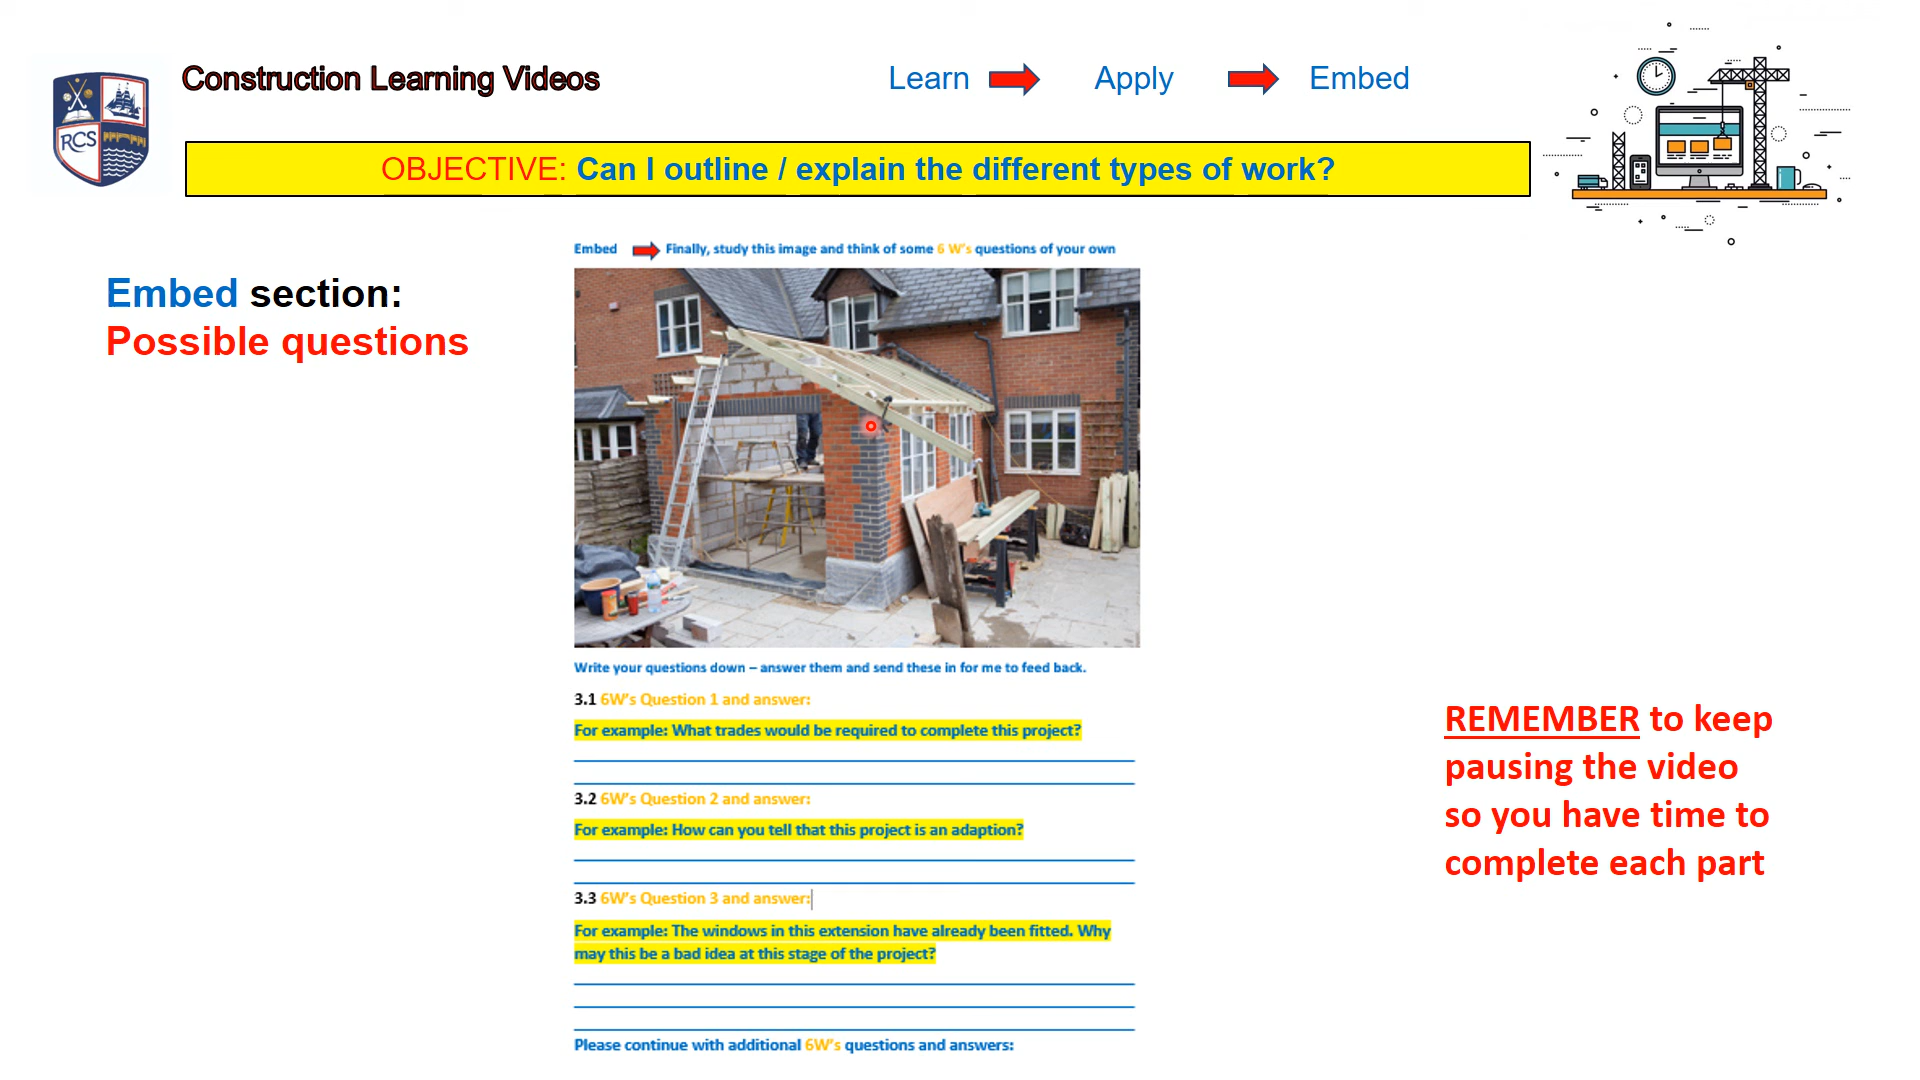 Construction Learning Videos
Learn Apply Embed
RCS
OBJECTIVE: Can I outline / explain the different types of work?
Embed Finally, study this image and think of some 6 W's questions of your own
Embed section:
Possible questions
Write your questions down – answer them and send these in for me to feed back.
3.1 6W's Question 1 and answer:
For example: What trades would be required to complete this project?
3.2 6W's Question 2 and answer:
For example: How can you tell that this project is an adaption?
3.3 6W's Question 3 and answer:
For example: The windows in this extension have already been fitted. Why
may this be a bad idea at this stage of the project?
Please continue with additional 6W's questions and answers:
REMEMBER to keep
pausing the video
so you have time to
complete each part